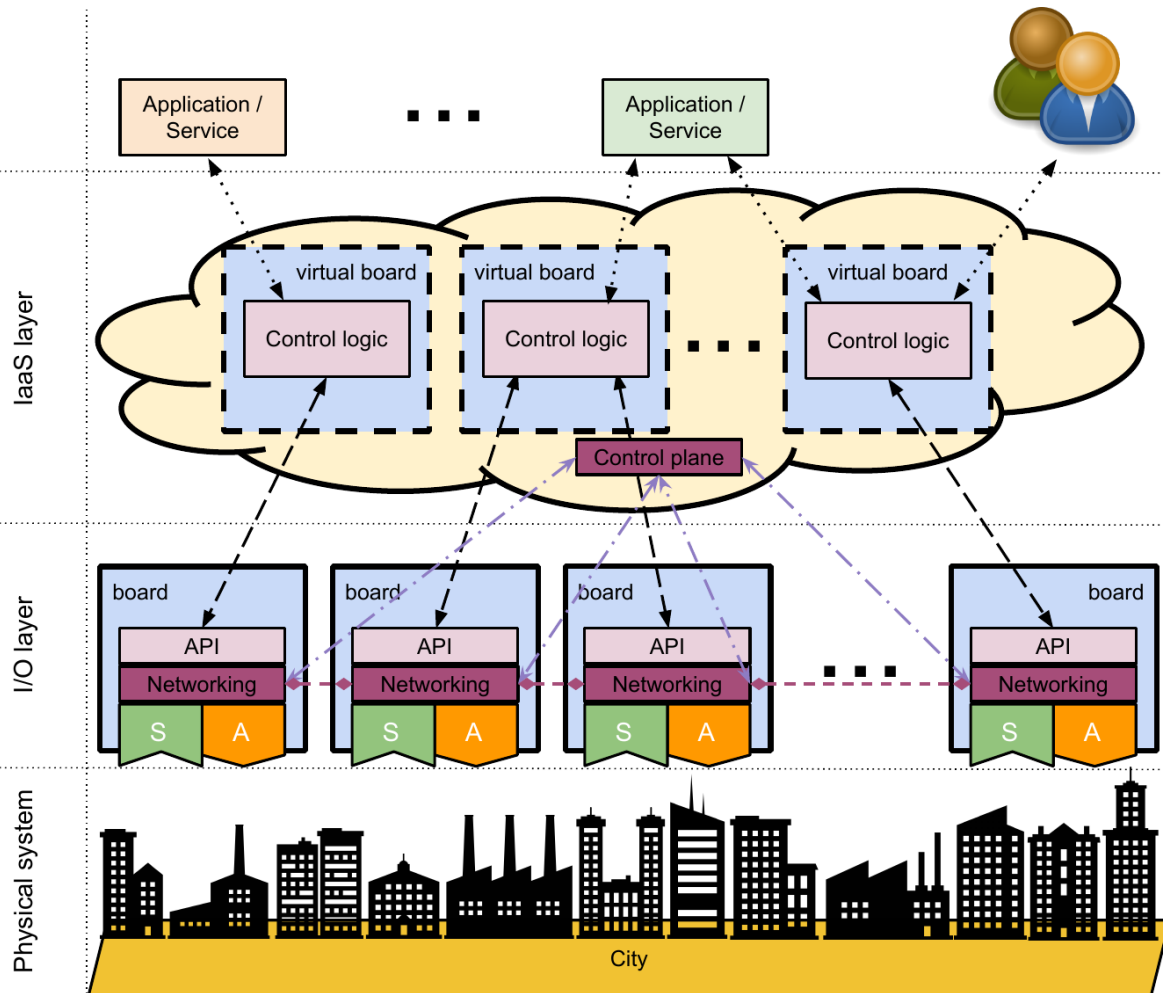 Application /
Service
...
Application /
Service
IaaS layer
virtual board
virtual board
virtual board
Control logic
Control logic
...
Control logic
Control plane
I/O layer
board
board
board
board
API
API
API
API
...
Networking
Networking
Networking
Networking
S
A
S
A
S
A
S
A
Physical system
City